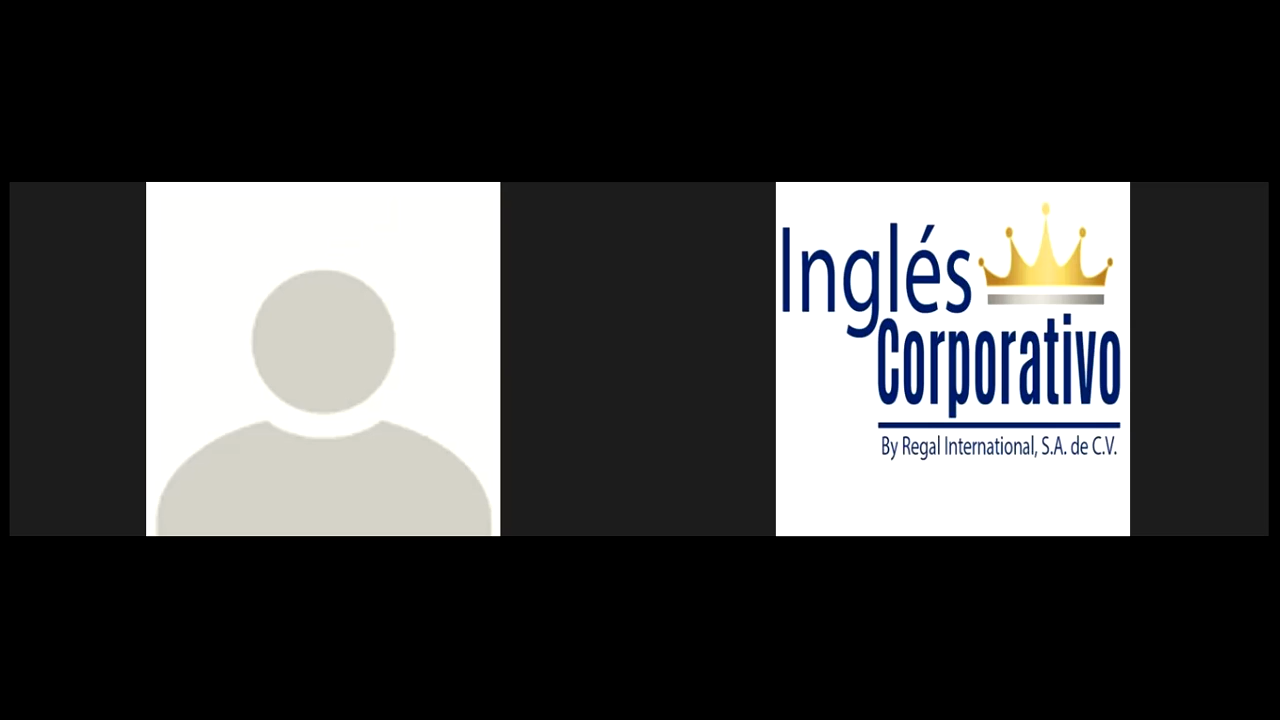 Inglés
Corporativo
By Regal International, S.A. de C.V.